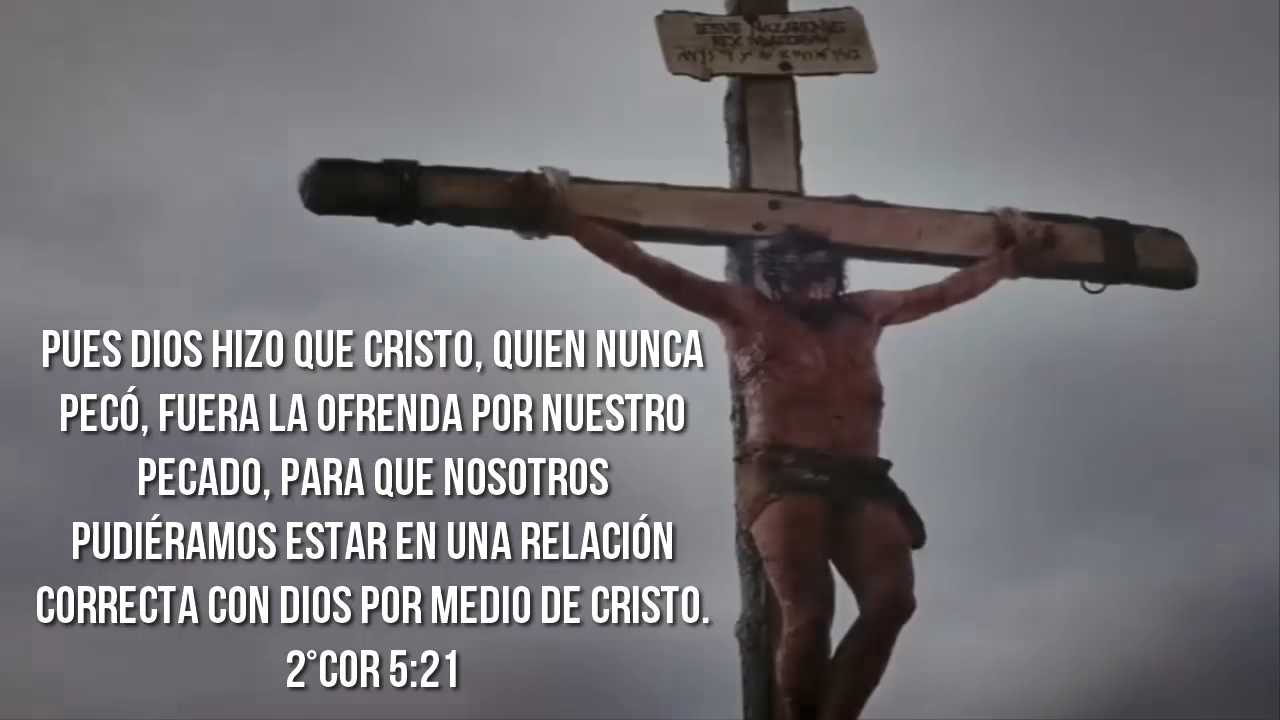 PUES DIOS HIZO QUE CRISTO, QUIEN NUNCA
PECÓ, FUERA LA OFRENDA POR NUESTRO
PECADO, PARA QUE NOSOTROS
PUDIÉRAMOS ESTAR EN UNA RELACIÓN
CORRECTA CON DIOS POR MEDIO DE CRISTO.
2°COR 5:21